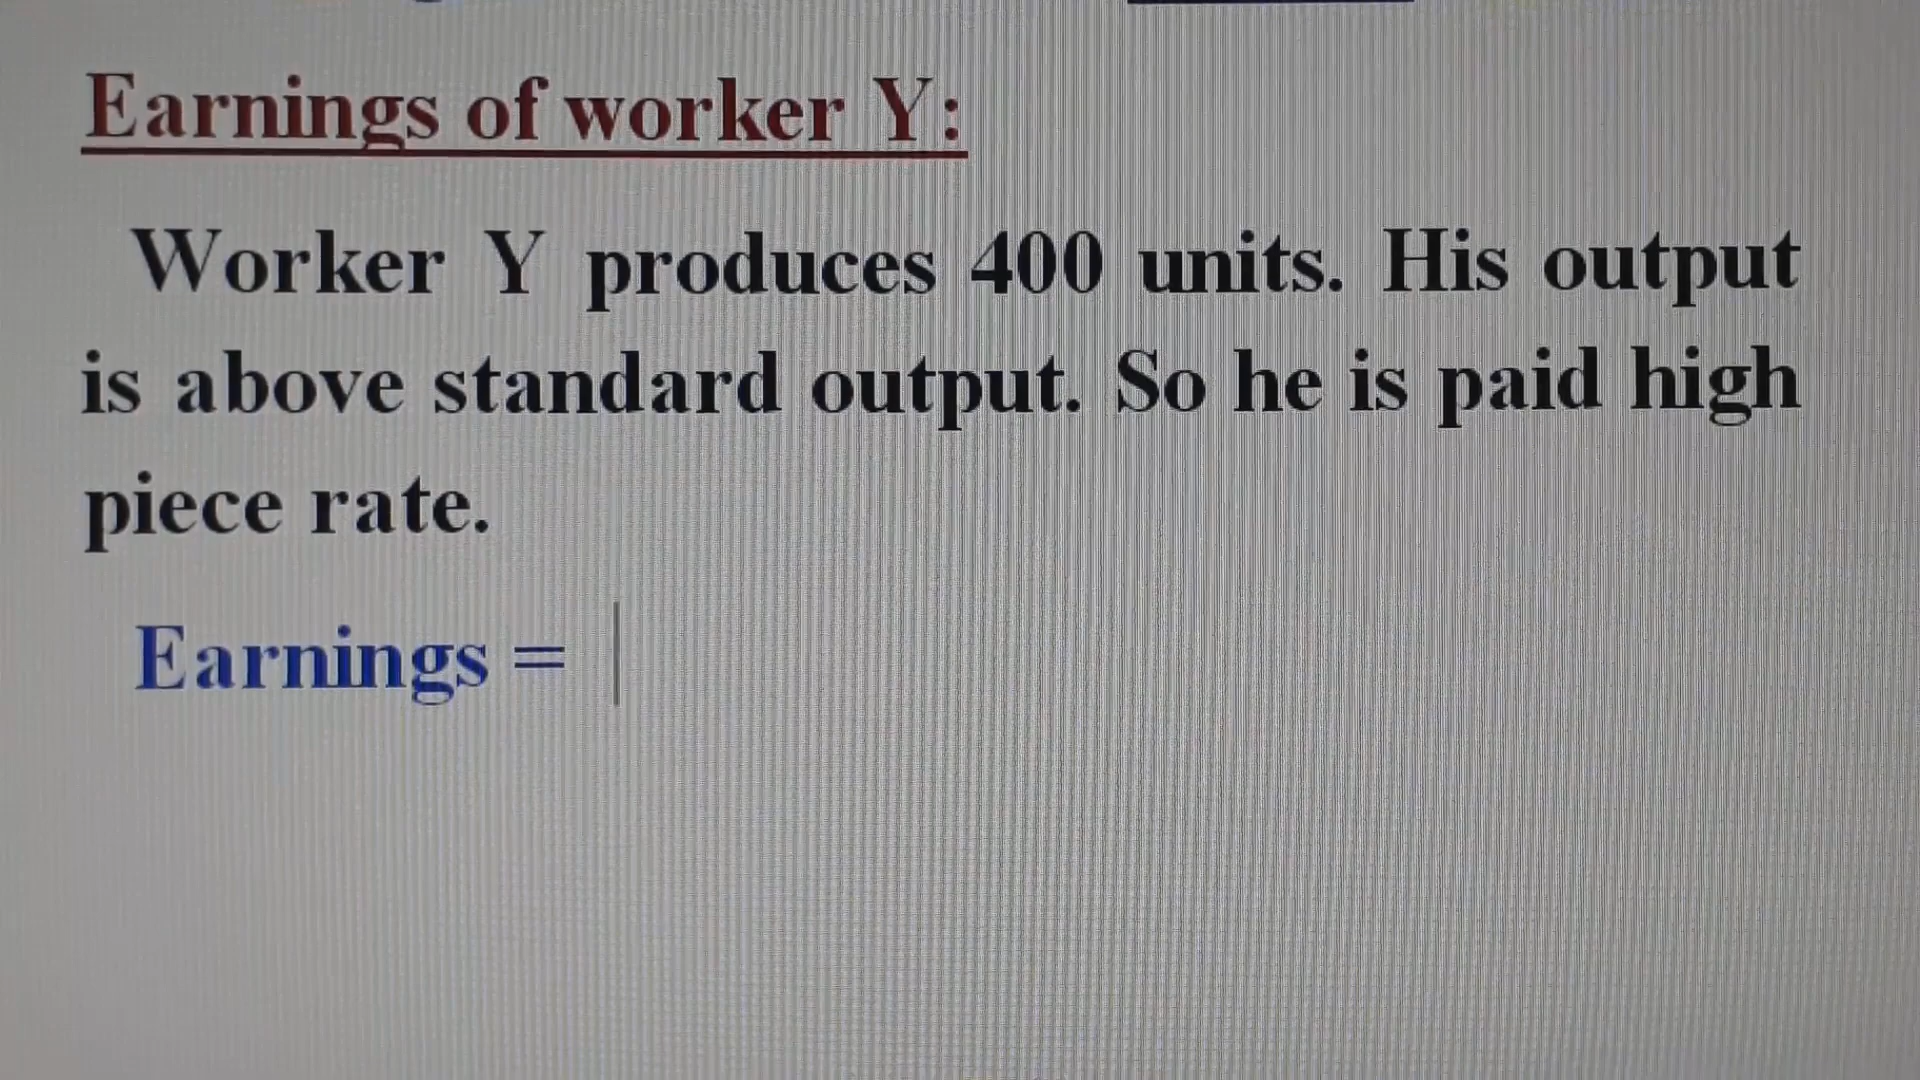 Earnings of worker Y:
Worker Y produces 400 units. His output
is above standard output. So he is paid high
piece rate.
Earnings =